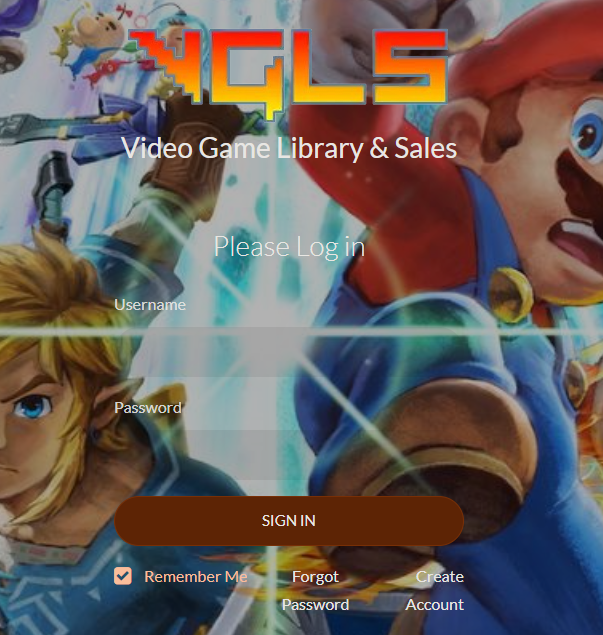 VGLS
Video Game Library & Sales
Please Log in
Username
Password
SIGN IN
Remember Me
Forgot
Password
Create
Account